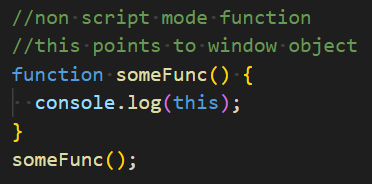 //non script mode function
//this points to window object
function someFunc() {
  console.log(this);
}
someFunc();